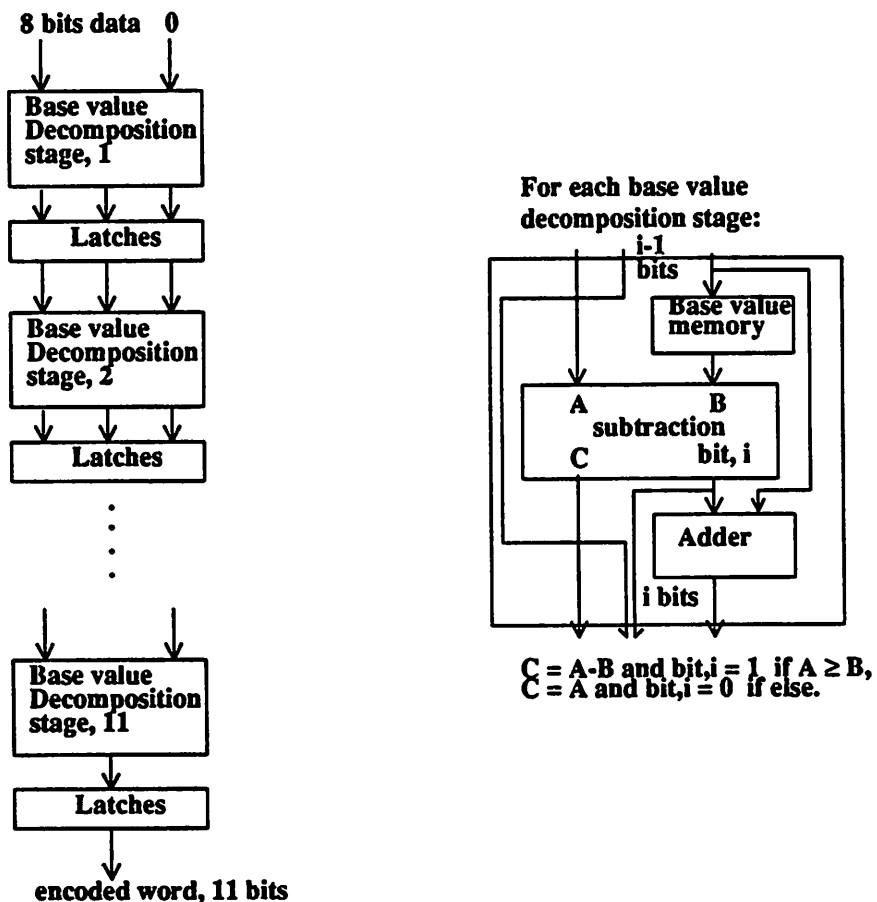 8 bits data 0
Base value
Decomposition
stage, 1
Latches
Base value
Decomposition
stage, 2
Latches
Base value
Decomposition
stage, 11
Latches
encoded word, 11 bits
For each base value
decomposition stage:
i-1
bits
Base value
memory
A B
subtraction
C bit, i
Adder
i bits
C = A-B and bit,i = 1 if A ≥ B,
C = A and bit,i = 0 if else.